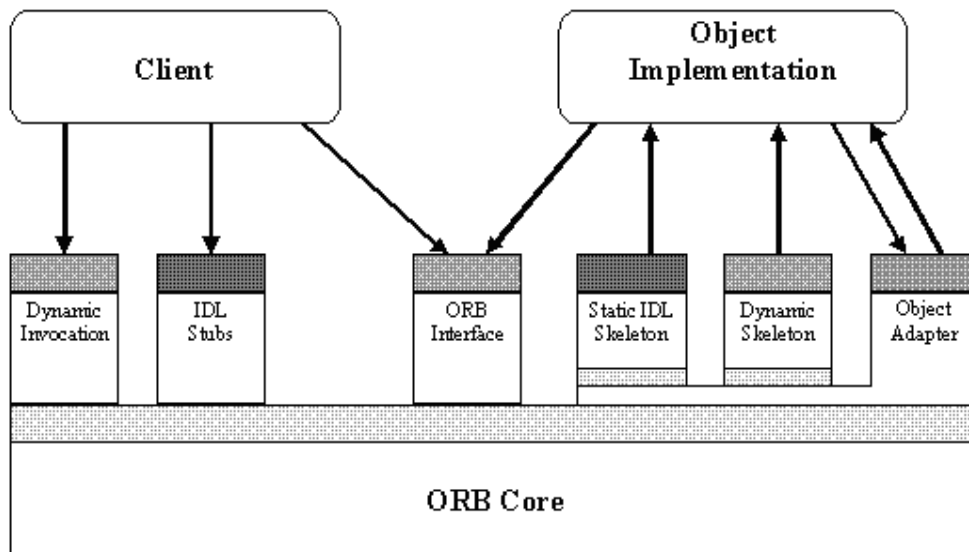 Client
Object
Implementation
Dynamic
Invocation
IDL
Stubs
ORB
Interface
Static IDL
Skeleton
Dynamic
Skeleton
Object
Adapter
ORB Core